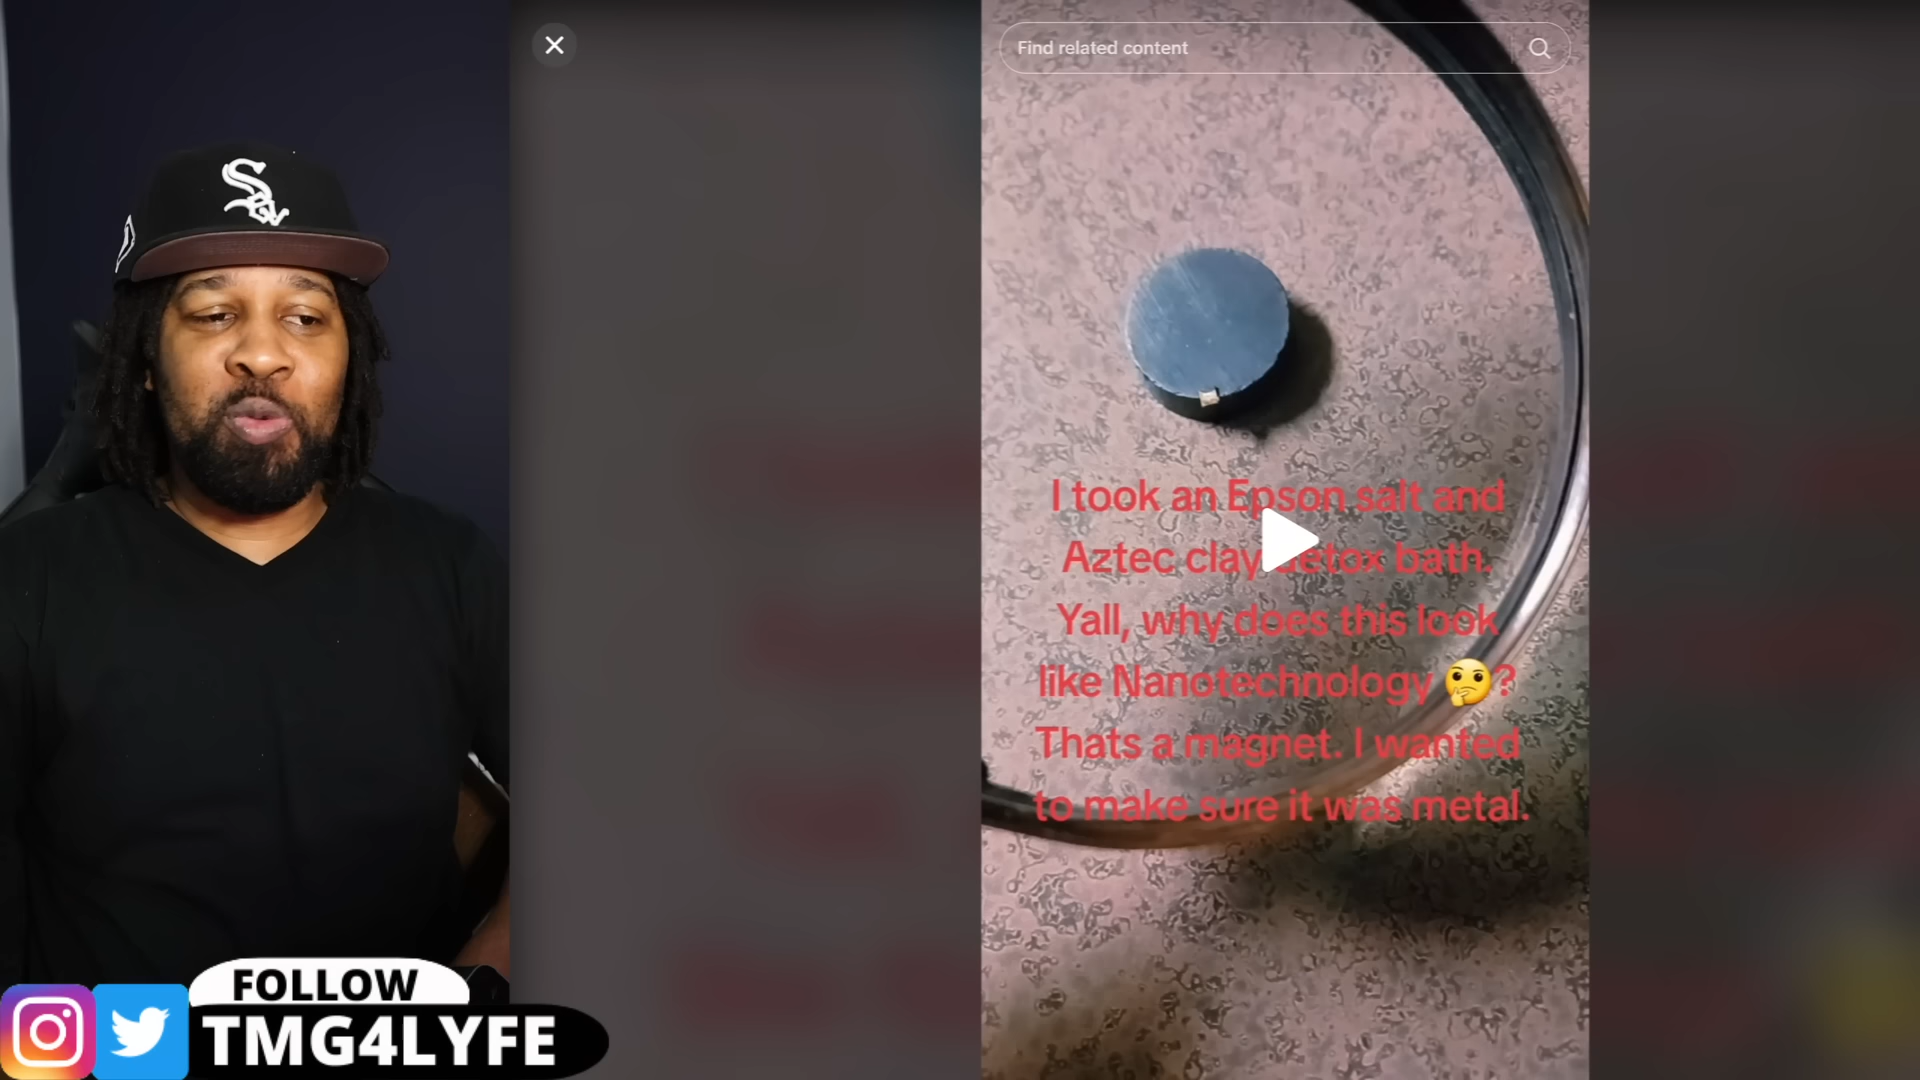 Find related content
Sox
I took an Epson salt and
Aztec clay detox bath.
Yall, why does this look
like Nanotechnology 🤔?
Thats a magnet. I wanted
to make sure it was metal.
FOLLOW
TMG4LYFE